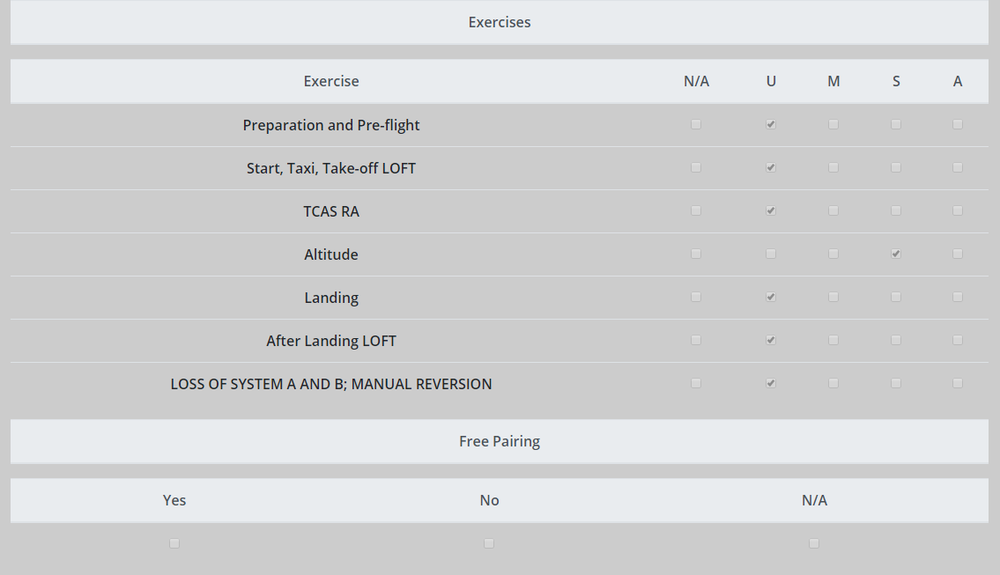 Exercises
Exercise N/A U M S A
Preparation and Pre-flight
Start, Taxi, Take-off LOFT
TCAS RA
Altitude
Landing
After Landing LOFT
LOSS OF SYSTEM A AND B; MANUAL REVERSION
Free Pairing
Yes No N/A